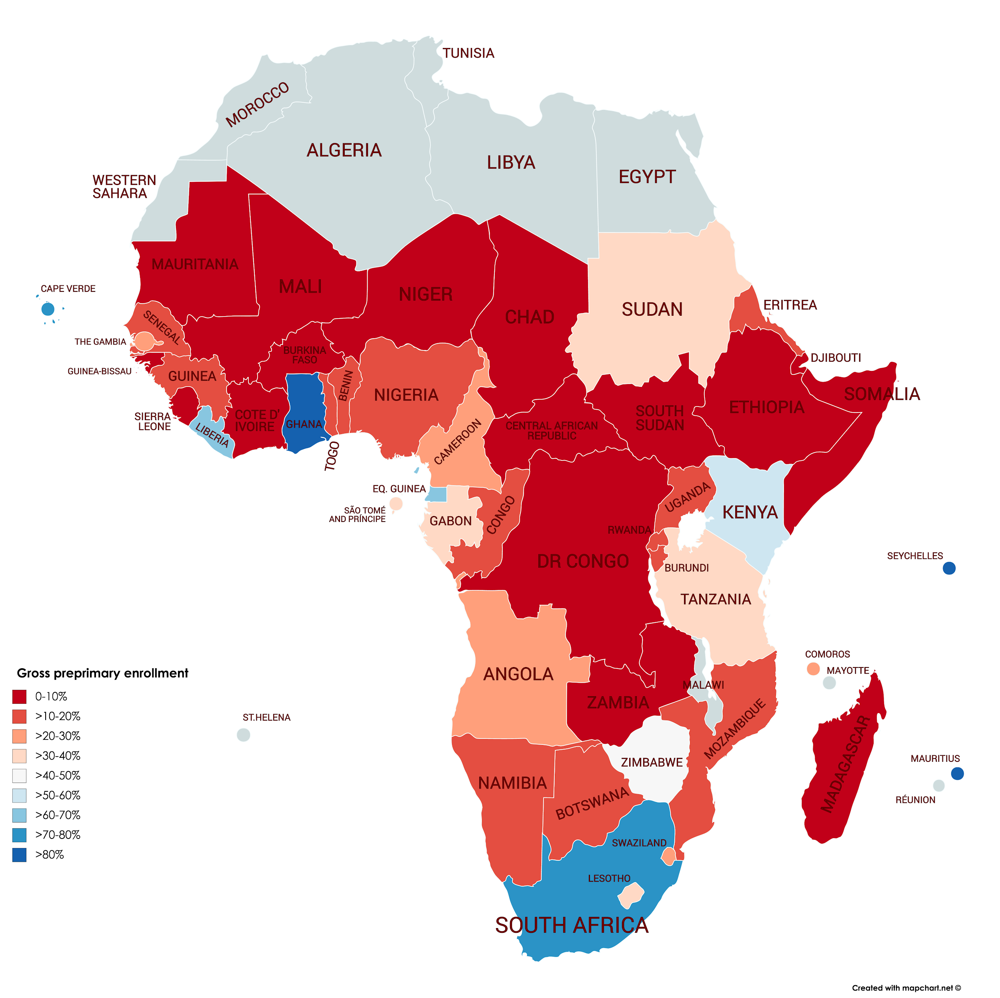 TUNISIA
MOROCCO
ALGERIA
LIBYA
EGYPT
WESTERN
SAHARA
MAURITANIA
MALI
NIGER
CHAD
SUDAN
ERITREA
CAPE VERDE
SENEGAL
THE GAMBIA
GUINEA-BISSAU
GUINEA
BURKINA
FASO
BENIN
NIGERIA
DJIBOUTI
SOMALIA
ETHIOPIA
SOUTH
SUDAN
SIERRA
LEONE
LIBERIA
COTE D'
IVOIRE
GHANA
TOGO
CAMEROON
CENTRAL AFRICAN
REPUBLIC
EQ. GUINEA
SÃO TOMÉ
AND PRÍNCIPE
GABON
CONGO
UGANDA
KENYA
RWANDA
DR CONGO
BURUNDI
TANZANIA
SEYCHELLES
COMOROS
MAYOTTE
ANGOLA
MALAWI
ZAMBIA
MOZAMBIQUE
ST.HELENA
MADAGASCAR
MAURITIUS
RÉUNION
ZIMBABWE
NAMIBIA
BOTSWANA
SWAZILAND
LESOTHO
SOUTH AFRICA
Gross preprimary enrollment
0-10%
>10-20%
>20-30%
>30-40%
>40-50%
>50-60%
>60-70%
>70-80%
>80%
Created with mapchart.net ©